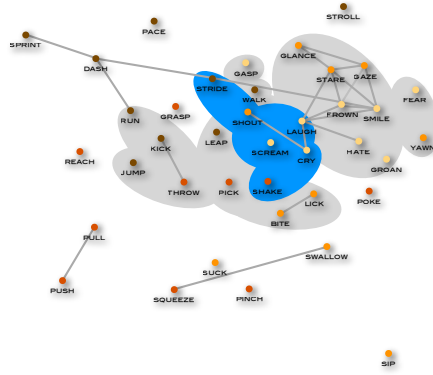 STROLL
PACE
SPRINT
GLANCE
DASH
GASP
STARE
GAZE
STRIDE
WALK
FEAR
GRASP
FROWN
SMILE
RUN
SHOUT
LAUGH
LEAP
KICK
HATE
YAWN
REACH
SCREAM
CRY
GROAN
JUMP
THROW
PICK
SHAKE
LICK
POKE
BITE
PULL
SWALLOW
SUCK
PUSH
SQUEEZE
PINCH
SIP